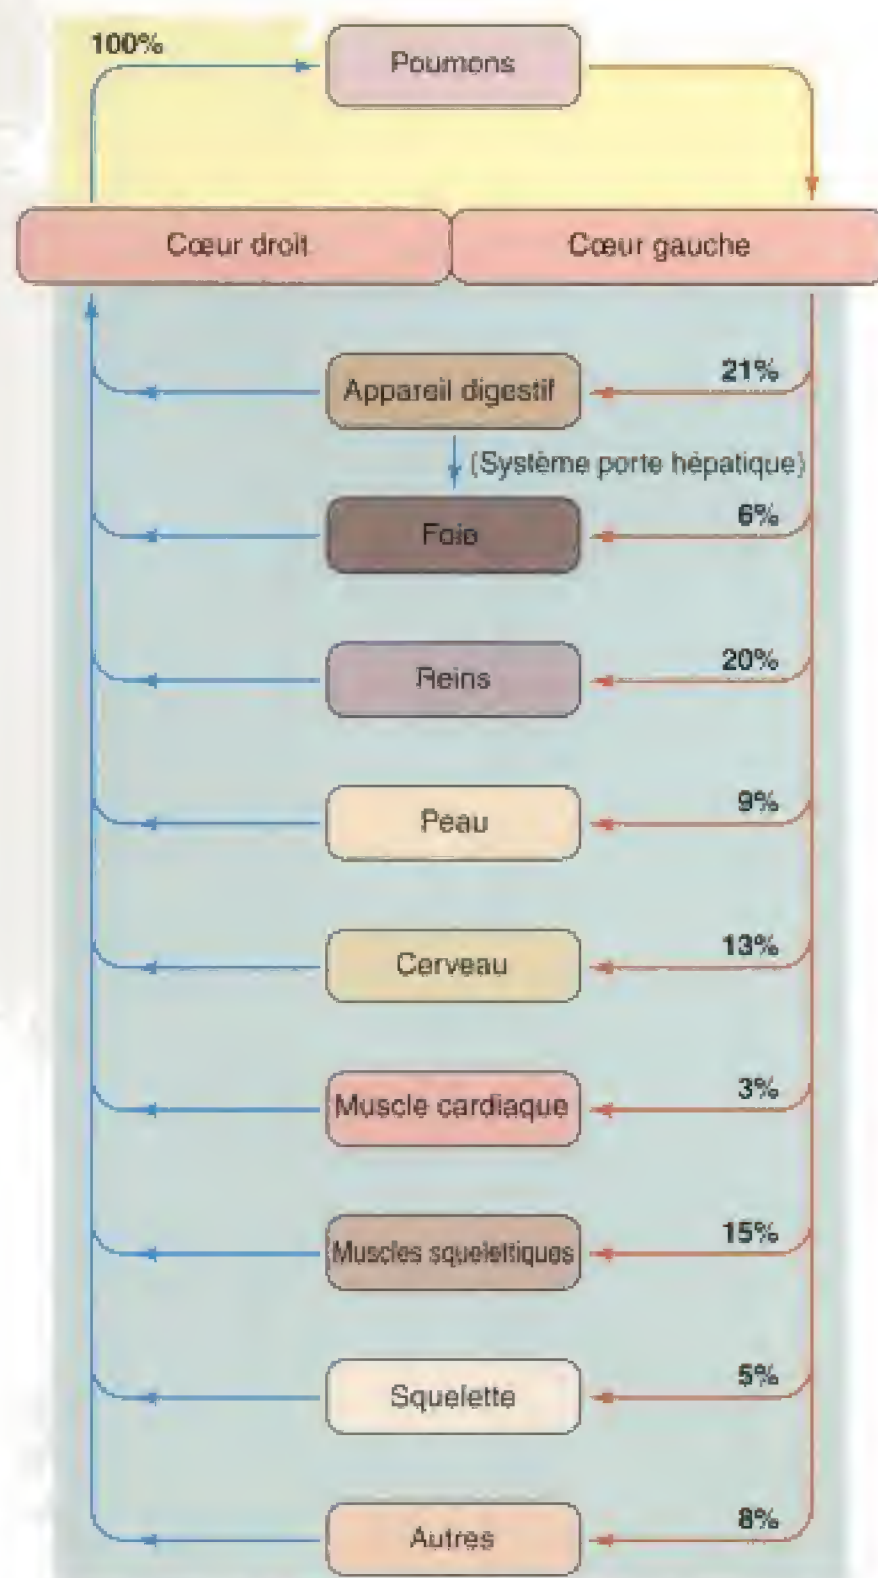 100%
Poumons
Cœur droit
Cœur gauche
Appareil digestif
21%
(Système porte hépatique)
Foie
6%
Reins
20%
Peau
9%
Cerveau
13%
Muscle cardiaque
3%
Muscles squelettiques
15%
Squelette
5%
Autres
8%